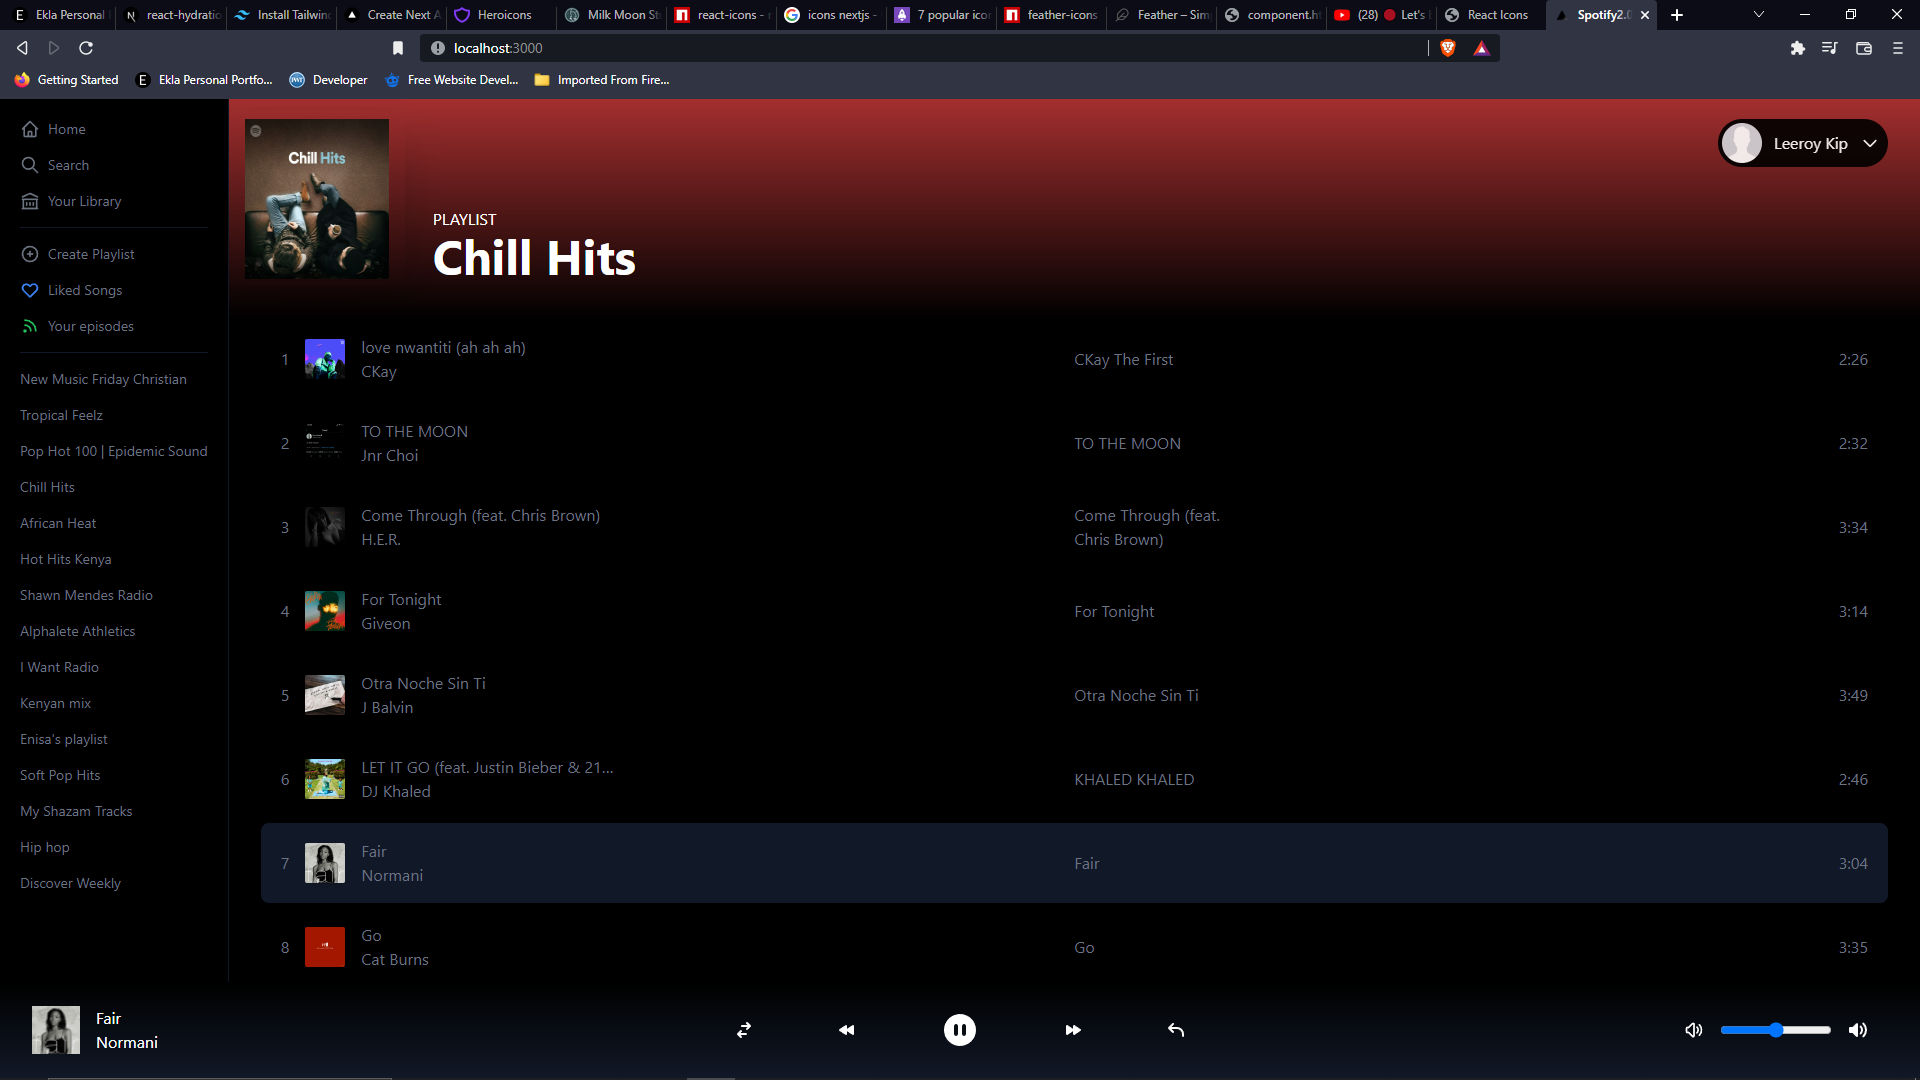 Ekla Personal
react-hydratio
Install Tailwind
Create Next A
Heroicons
Milk Moon St
react-icons -
icons nextjs -
7 popular icon
feather-icons
Feather – Sim
component.ht
(28) Let's
React Icons
Spotify2.0
localhost:3000
Getting Started
Ekla Personal Portfo...
Developer
Free Website Devel...
Imported From Fire...
Home
Search
Your Library
Create Playlist
Liked Songs
Your episodes
New Music Friday Christian
Tropical Feelz
Pop Hot 100 | Epidemic Sound
Chill Hits
African Heat
Hot Hits Kenya
Shawn Mendes Radio
Alphalete Athletics
I Want Radio
Kenyan mix
Enisa's playlist
Soft Pop Hits
My Shazam Tracks
Hip hop
Discover Weekly
Chill Hits
PLAYLIST
Chill Hits
Leeroy Kip
1 love nwantiti (ah ah ah) CKay The First 2:26
CKay
2 TO THE MOON TO THE MOON 2:32
Jnr Choi
3 Come Through (feat. Chris Brown) Come Through (feat. 3:34
H.E.R. Chris Brown)
4 For Tonight For Tonight 3:14
Giveon
5 Otra Noche Sin Ti Otra Noche Sin Ti 3:49
J Balvin
6 LET IT GO (feat. Justin Bieber & 21... KHALED KHALED 2:46
DJ Khaled
7 Fair Fair 3:04
Normani
8 Go Go 3:35
Cat Burns
Fair
Normani